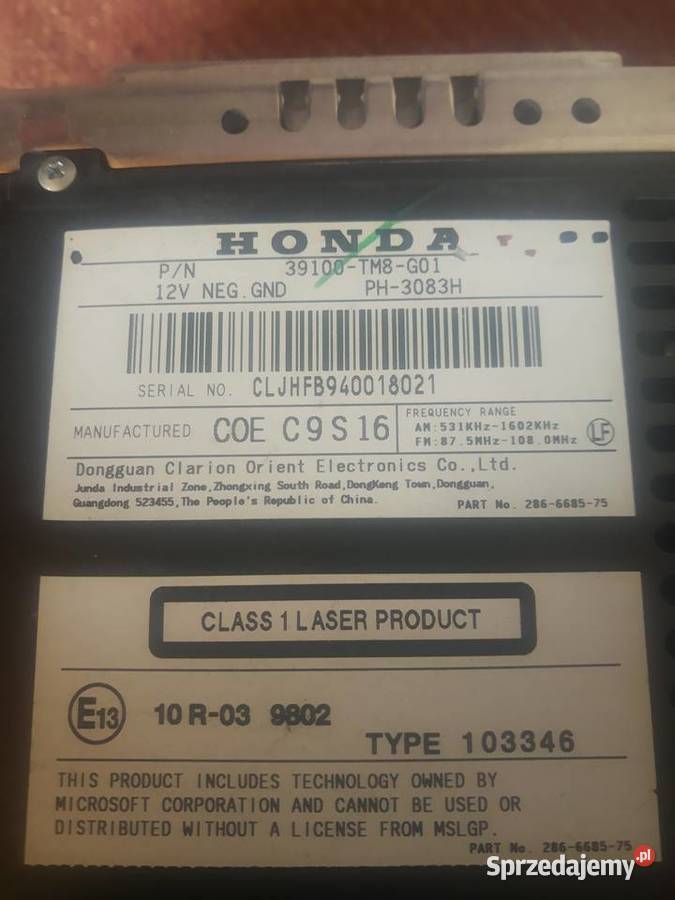 HONDA
P/N 39100-TM8-G01
12V NEG.GND PH-3083H
SERIAL NO. CLJHFB940018021
MANUFACTURED COE C9S16
FREQUENCY RANGE
AM:531KHz-1602KHz
FM:87.5MHz-108.0MHz
LF
Dongguan Clarion Orient Electronics Co.,Ltd.
Junda Industrial Zone,Zhongxing South Road,DongKeng Town,Dongguan,
Guangdong 523455,The People's Republic of China.
PART No. 286-6685-75
CLASS 1 LASER PRODUCT
E13 10 R-03 9802
TYPE 103346
THIS PRODUCT INCLUDES TECHNOLOGY OWNED BY
MICROSOFT CORPORATION AND CANNOT BE USED OR
DISTRIBUTED WITHOUT A LICENSE FROM MSLGP.
PART No. 286-6685-75
Sprzedajemy.pl